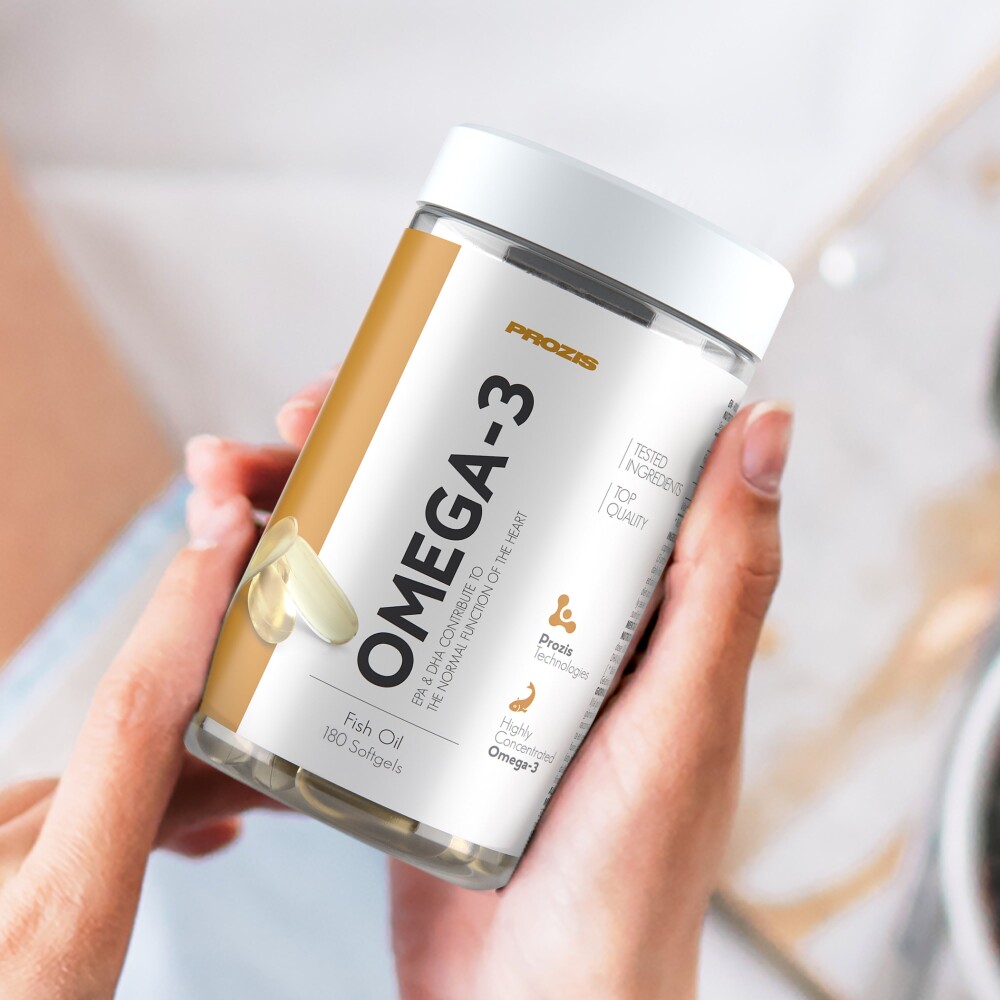 PROZIS
OMEGA-3
EPA & DHA CONTRIBUTE TO
THE NORMAL FUNCTION OF THE HEART
Fish Oil
180 Softgels
TESTED
INGREDIENTS
TOP
QUALITY
Prozis
Technologies
Highly
Concentrated
Omega-3